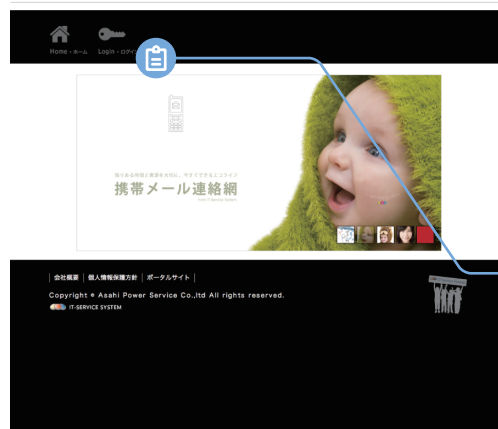 Home - ホーム
Login - ログイン
携帯メール連絡網
会社概要 | 個人情報保護方針 | ポータルサイト |
Copyright © Asahi Power Service Co.,ltd All rights reserved.
IT-SERVICE SYSTEM